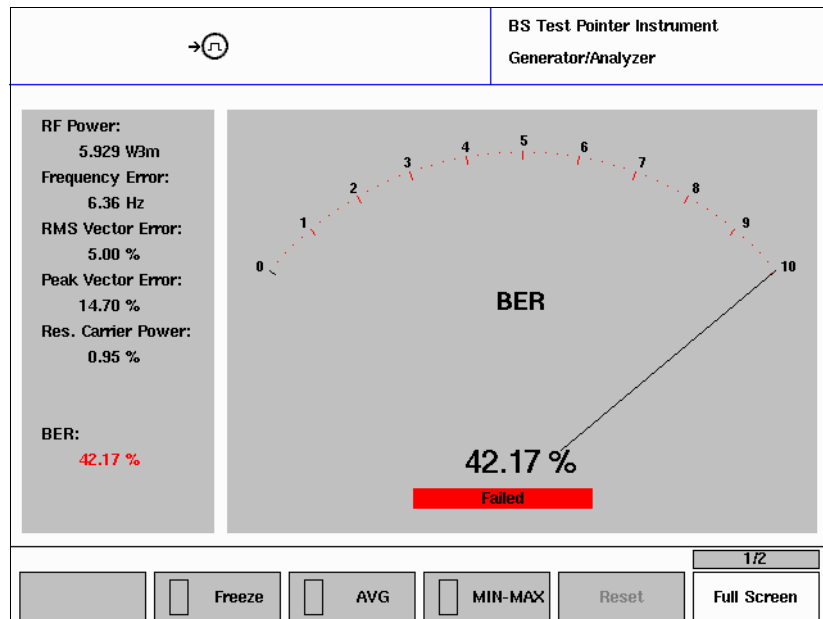 BS Test Pointer Instrument
Generator/Analyzer
RF Power:
5.929 W3m
Frequency Error:
6.36 Hz
RMS Vector Error:
5.00 %
Peak Vector Error:
14.70 %
Res. Carrier Power:
0.95 %
BER:
42.17 %
0
1
2
3
4
5
6
7
8
9
10
BER
42.17 %
Failed
1/2
Freeze
AVG
MIN-MAX
Reset
Full Screen